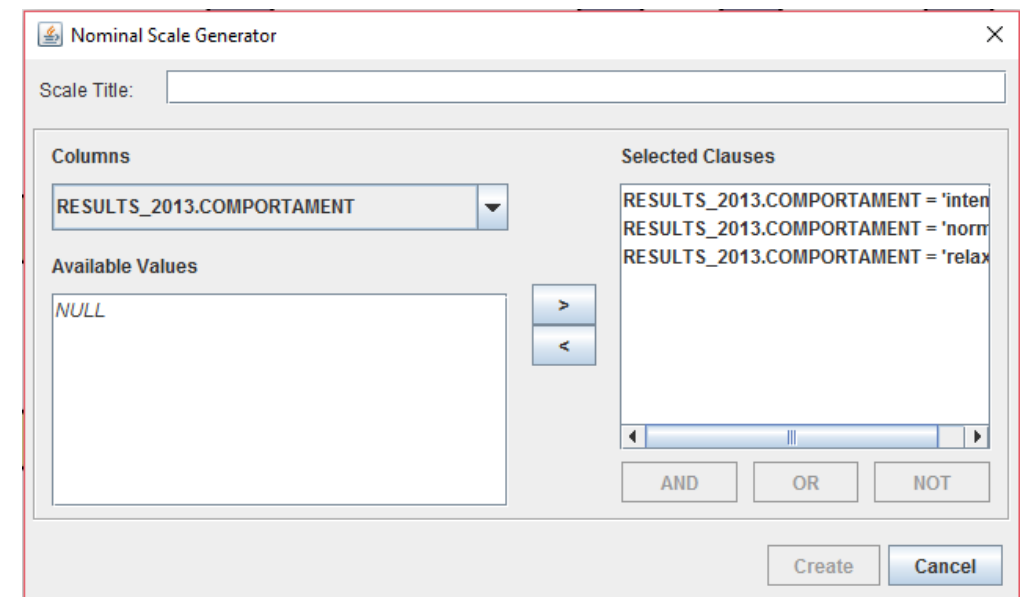 Nominal Scale Generator
Scale Title:
Columns
RESULTS_2013.COMPORTAMENT
Available Values
NULL
>
<
Selected Clauses
RESULTS_2013.COMPORTAMENT = 'inten
RESULTS_2013.COMPORTAMENT = 'norm
RESULTS_2013.COMPORTAMENT = 'relax
AND OR NOT
Create Cancel